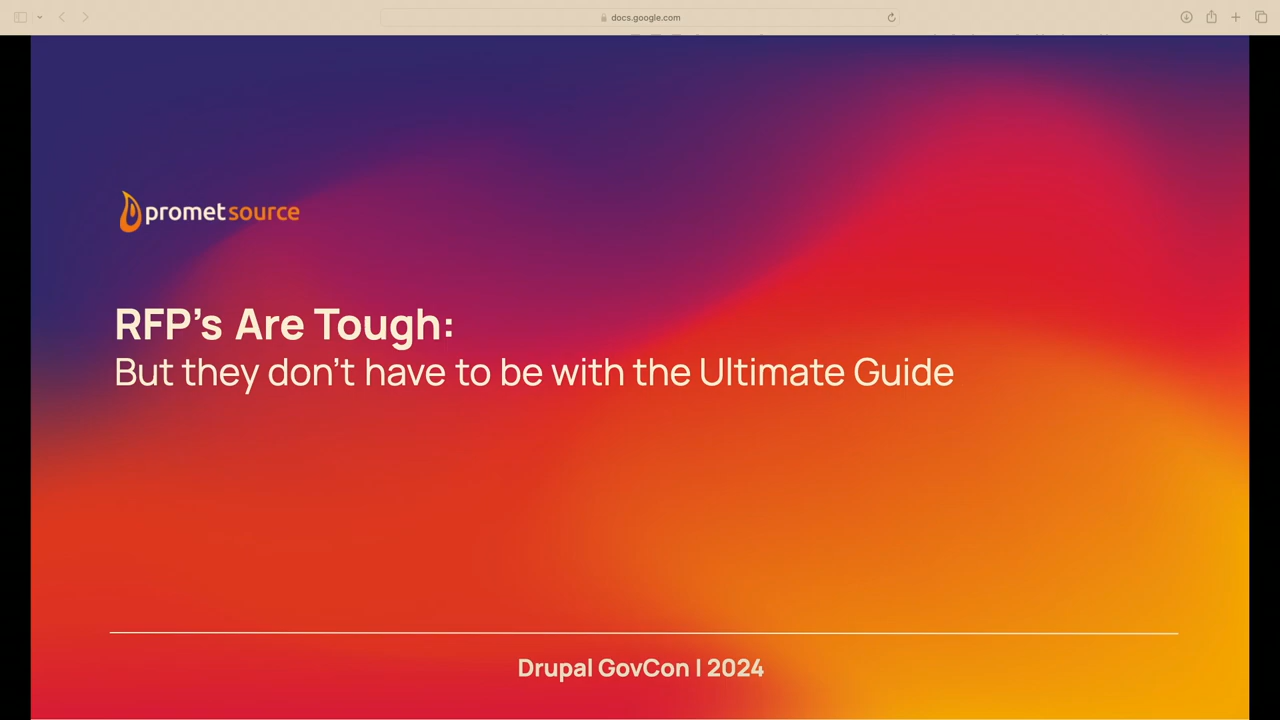 docs.google.com
prometsource
RFP's Are Tough:
But they don't have to be with the Ultimate Guide
Drupal GovCon | 2024